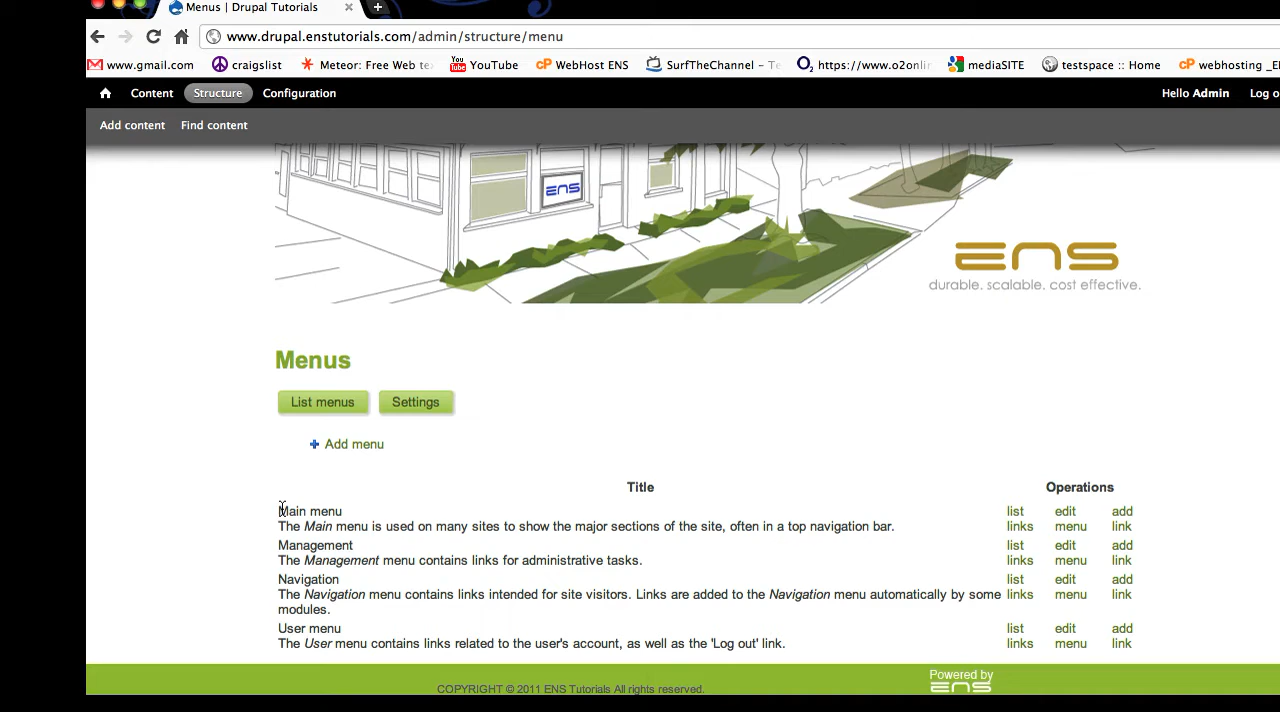 Menus | Drupal Tutorials
www.drupal.enstutorials.com/admin/structure/menu
www.gmail.com craigslist Meteor: Free Web te YouTube WebHost ENS SurfTheChannel – Te https://www.o2onli mediaSITE testspace :: Home webhosting _E
Content Structure Configuration Hello Admin Log o
Add content Find content
ENS
ENS
durable. scalable. cost effective.
Menus
List menus Settings
Add menu
Title Operations
Main menu list edit add
The Main menu is used on many sites to show the major sections of the site, often in a top navigation bar. links menu link
Management list edit add
The Management menu contains links for administrative tasks. links menu link
Navigation list edit add
The Navigation menu contains links intended for site visitors. Links are added to the Navigation menu automatically by some links menu link
modules.
User menu list edit add
The User menu contains links related to the user's account, as well as the 'Log out' link. links menu link
Powered by
COPYRIGHT © 2011 ENS Tutorials All rights reserved. ENS